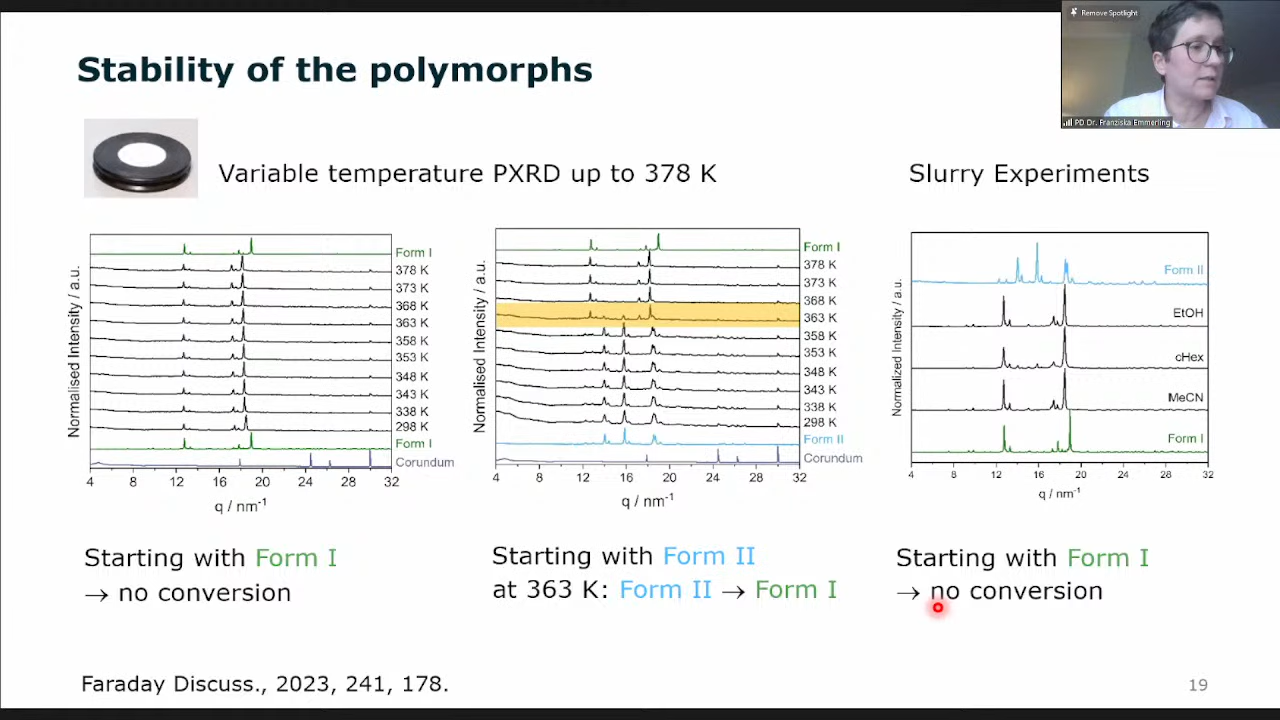 Remove Spotlight
PD Dr. Franziska Emmerling
Stability of the polymorphs
Variable temperature PXRD up to 378 K
Slurry Experiments
Normalised Intensity / a.u.
Form I
378 K
373 K
368 K
363 K
358 K
353 K
348 K
343 K
338 K
298 K
Form I
Corundum
4 8 12 16 20 24 28 32
q / nm⁻¹
Normalised Intensity / a.u.
Form I
378 K
373 K
368 K
363 K
358 K
353 K
348 K
343 K
338 K
298 K
Form II
Corundum
4 8 12 16 20 24 28 32
q / nm⁻¹
Normalized Intensity / a.u.
Form II
EtOH
cHex
MeCN
Form I
4 8 12 16 20 24 28 32
q / nm⁻¹
Starting with Form I
→ no conversion
Starting with Form II
at 363 K: Form II → Form I
Starting with Form I
→ no conversion
Faraday Discuss., 2023, 241, 178.
19